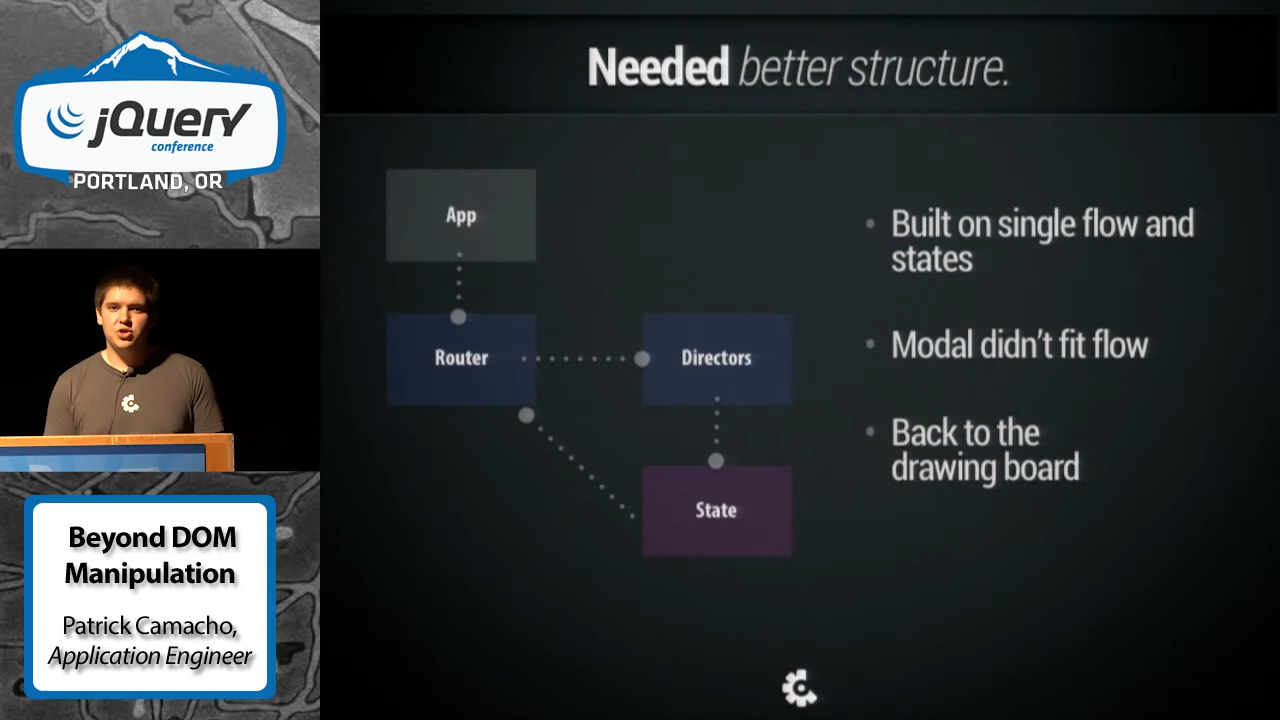 jQuery
conference
PORTLAND, OR
Beyond DOM
Manipulation
Patrick Camacho,
Application Engineer
Needed better structure.
App
Router
Directors
State
• Built on single flow and
states
• Modal didn't fit flow
• Back to the
drawing board